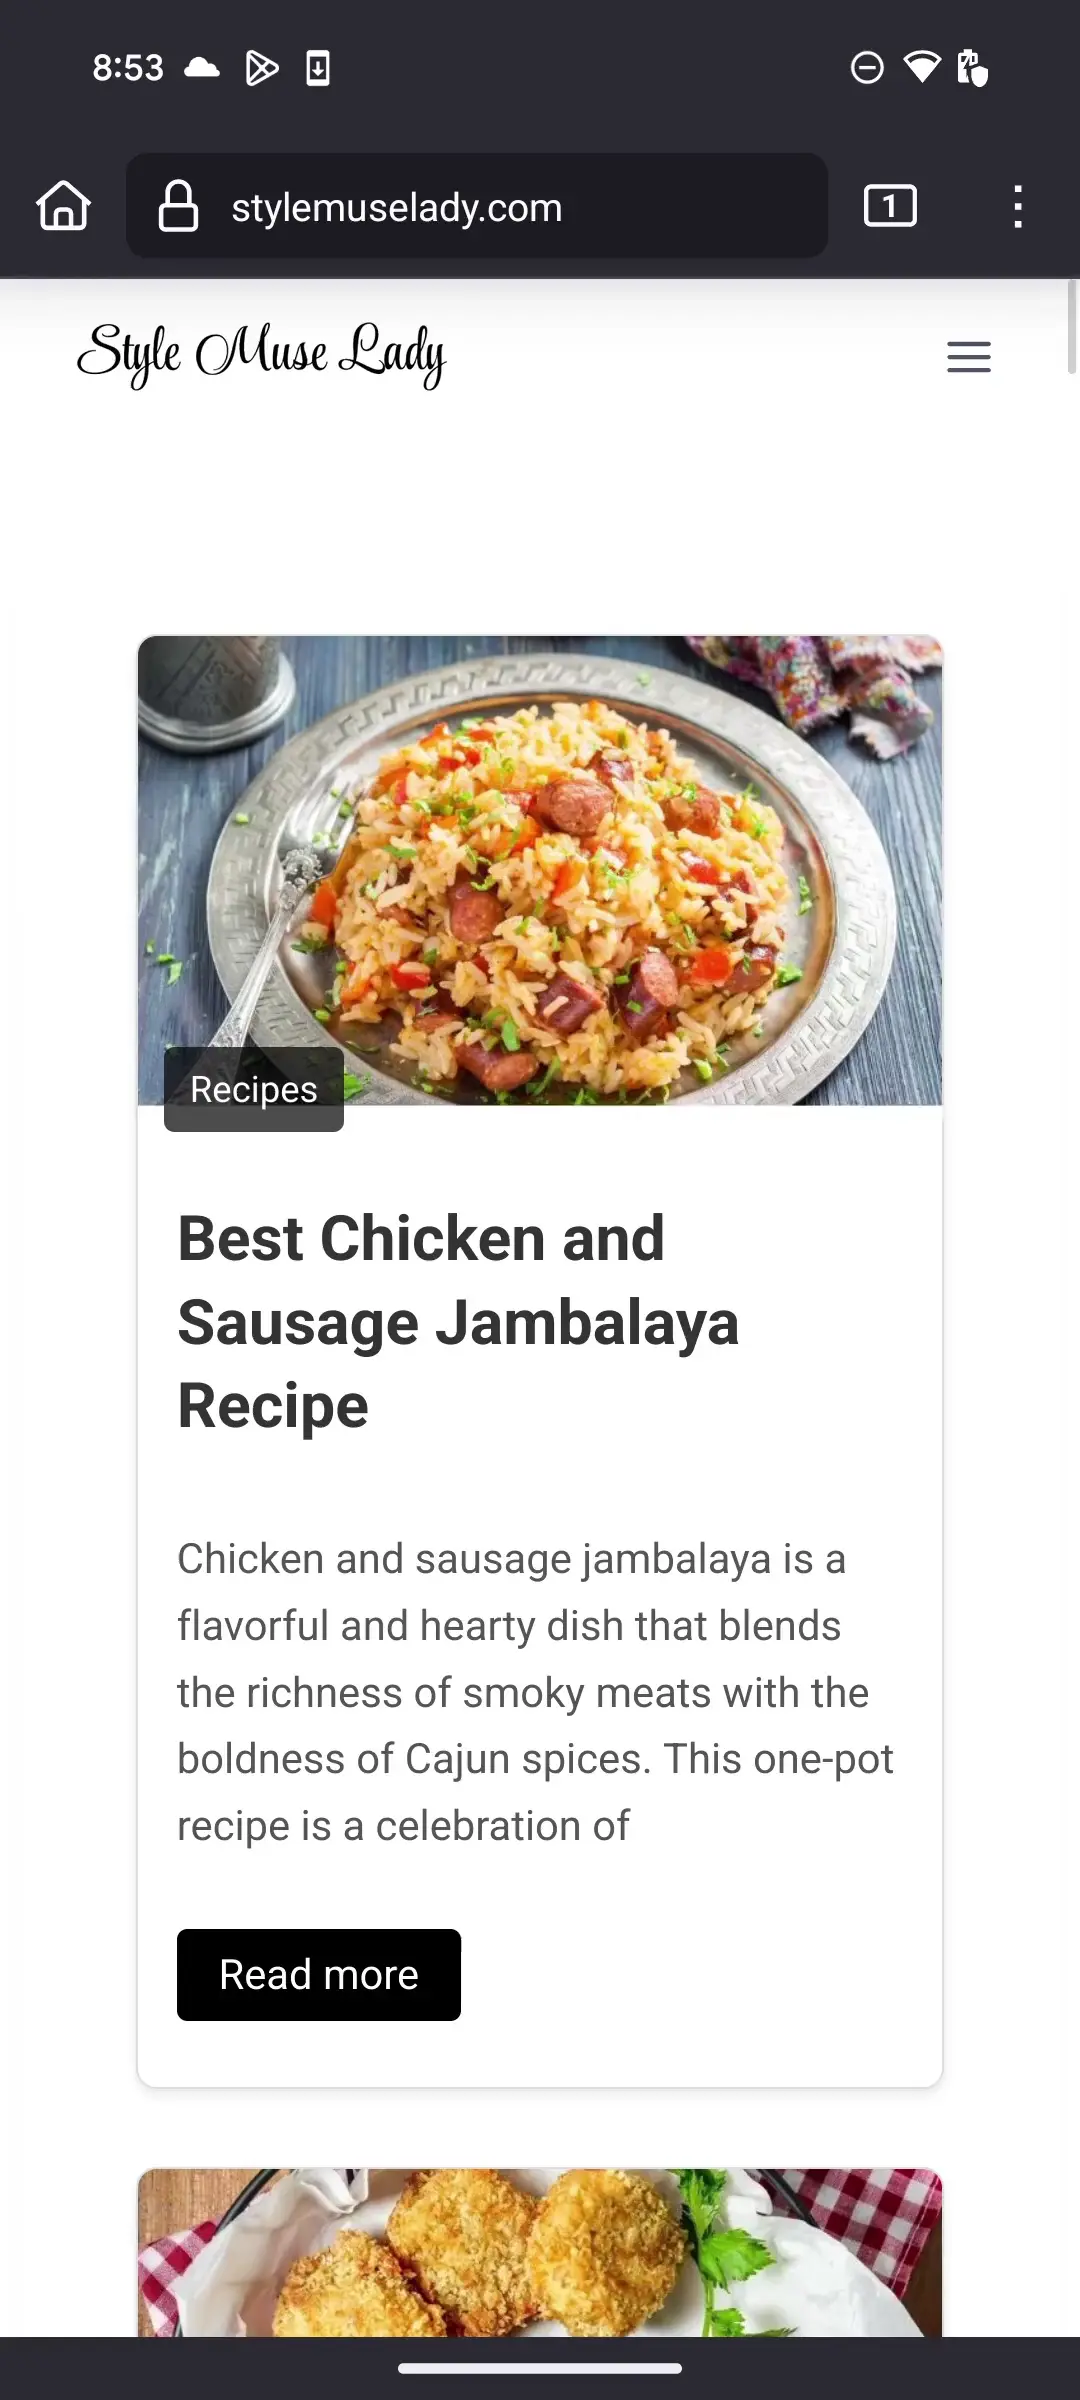 8:53
stylemuselady.com
1
Style Muse Lady
Recipes
Best Chicken and
Sausage Jambalaya
Recipe
Chicken and sausage jambalaya is a
flavorful and hearty dish that blends
the richness of smoky meats with the
boldness of Cajun spices. This one-pot
recipe is a celebration of
Read more